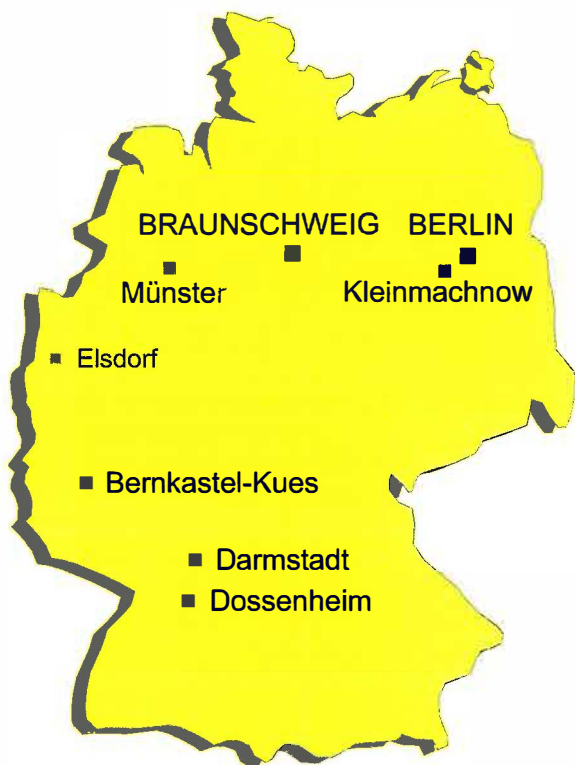 BRAUNSCHWEIG BERLIN
Münster Kleinmachnow
Elsdorf
Bernkastel-Kues
Darmstadt
Dossenheim